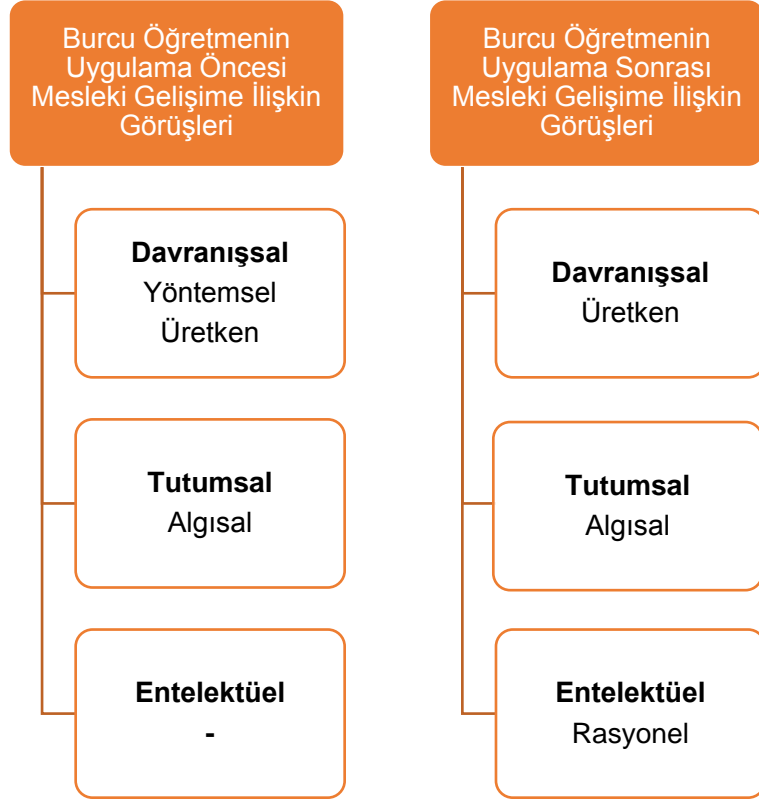 Burcu Öğretmenin
Uygulama Öncesi
Mesleki Gelişime İlişkin
Görüşleri
Davranışsal
Yöntemsel
Üretken
Tutumsal
Algısal
Entelektüel
-
Burcu Öğretmenin
Uygulama Sonrası
Mesleki Gelişime İlişkin
Görüşleri
Davranışsal
Üretken
Tutumsal
Algısal
Entelektüel
Rasyonel